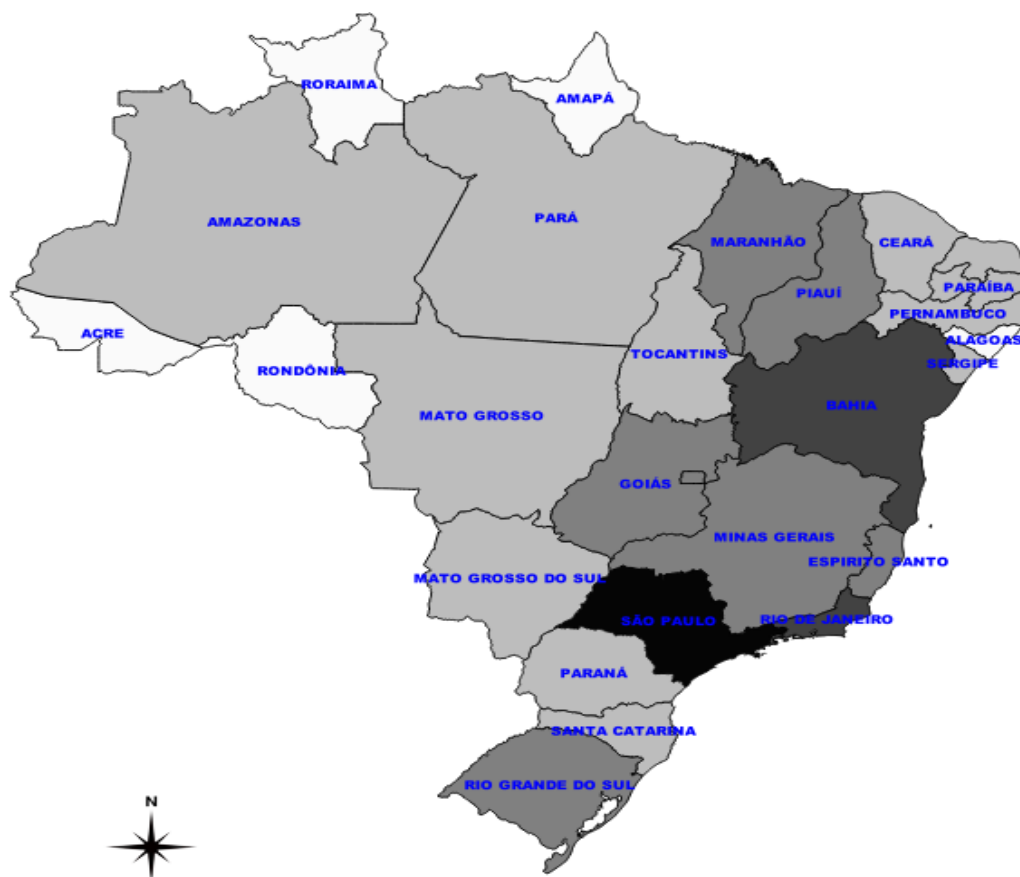 RORAIMA
AMAPÁ
AMAZONAS
PARÁ
MARANHÃO
CEARÁ
PARAÍBA
PIAUÍ
PERNAMBUCO
ACRE
ALAGOAS
TOCANTINS
SERGIPE
RONDÔNIA
BAHIA
MATO GROSSO
GOIÁS
MINAS GERAIS
ESPIRITO SANTO
MATO GROSSO DO SUL
SÃO PAULO
RIO DE JANEIRO
PARANÁ
SANTA CATARINA
RIO GRANDE DO SUL
N